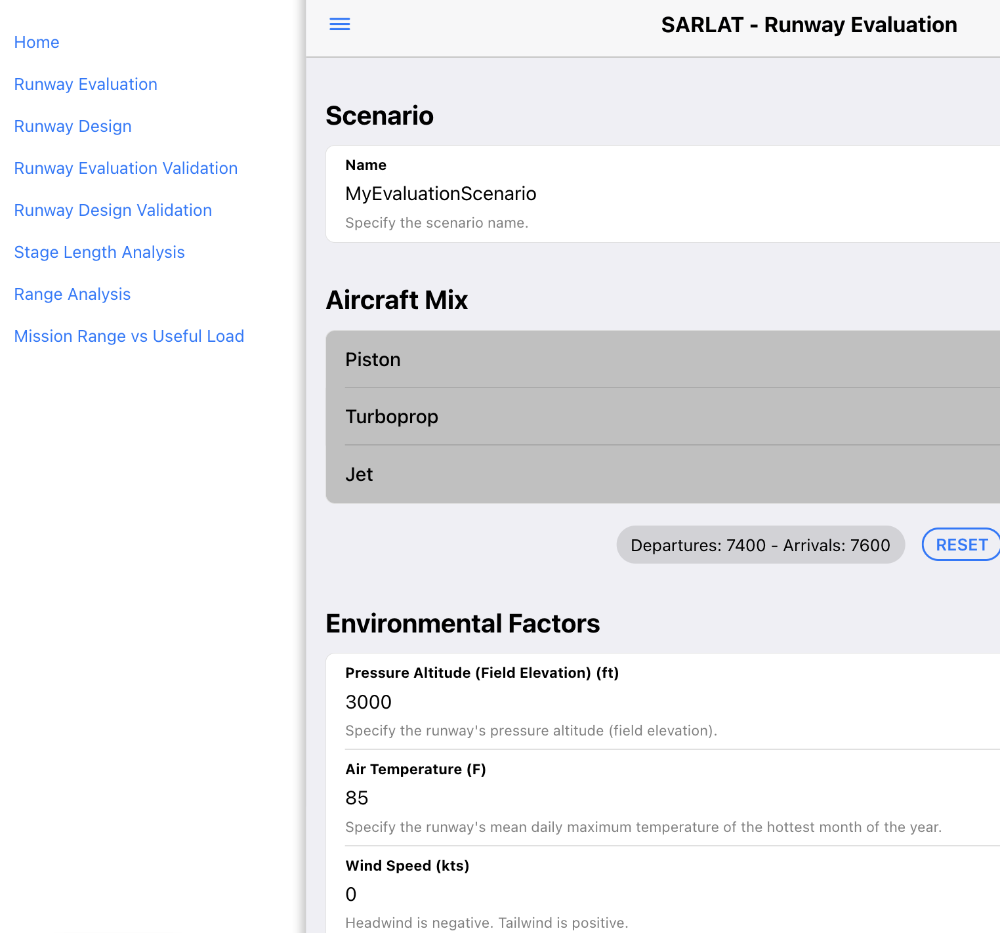 Home
Runway Evaluation
Runway Design
Runway Evaluation Validation
Runway Design Validation
Stage Length Analysis
Range Analysis
Mission Range vs Useful Load
SARLAT - Runway Evaluation
Scenario
Name
MyEvaluationScenario
Specify the scenario name.
Aircraft Mix
Piston
Turboprop
Jet
Departures: 7400 - Arrivals: 7600
RESET
Environmental Factors
Pressure Altitude (Field Elevation) (ft)
3000
Specify the runway's pressure altitude (field elevation).
Air Temperature (F)
85
Specify the runway's mean daily maximum temperature of the hottest month of the year.
Wind Speed (kts)
0
Headwind is negative. Tailwind is positive.